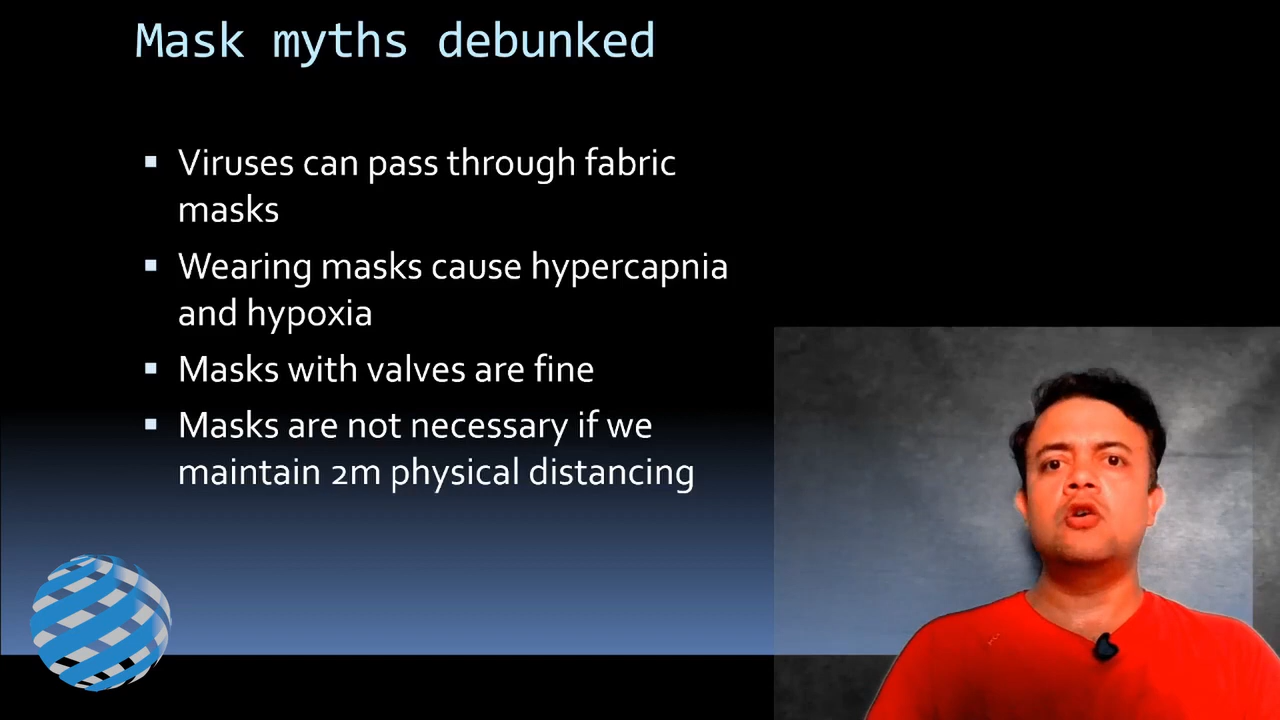 Mask myths debunked
Viruses can pass through fabric
masks
Wearing masks cause hypercapnia
and hypoxia
Masks with valves are fine
Masks are not necessary if we
maintain 2m physical distancing